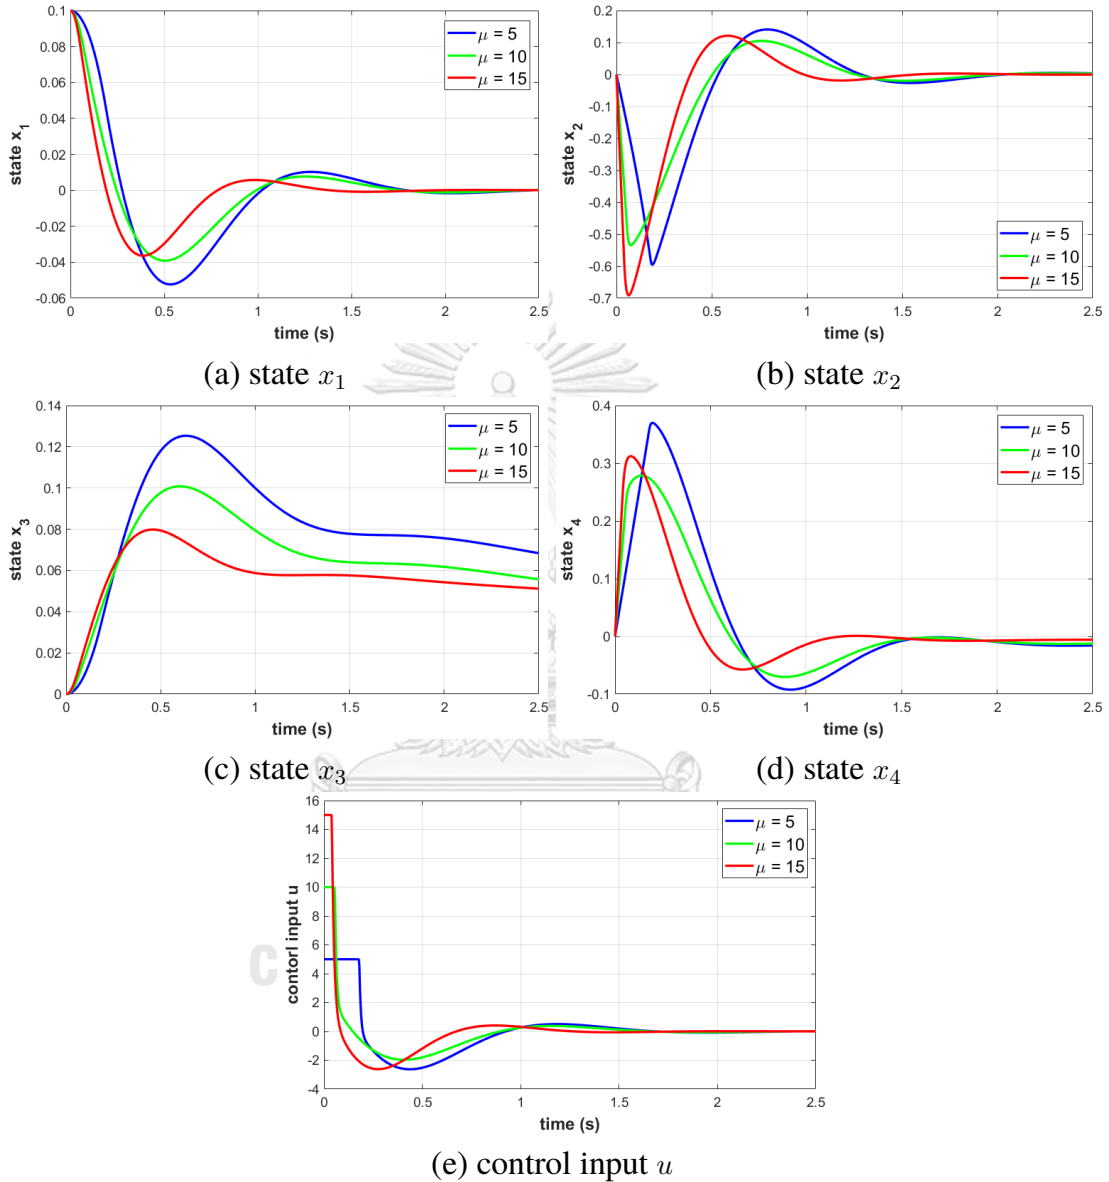 0.1
0.08
0.06
0.04
0.02
0
-0.02
-0.04
-0.06
state x1
μ = 5
μ = 10
μ = 15
0 0.5 1 1.5 2 2.5
time (s)
(a) state x1
0.2
0.1
0
-0.1
-0.2
-0.3
-0.4
-0.5
-0.6
-0.7
state x2
μ = 5
μ = 10
μ = 15
0 0.5 1 1.5 2 2.5
time (s)
(b) state x2
0.14
0.12
0.1
0.08
0.06
0.04
0.02
0
state x3
μ = 5
μ = 10
μ = 15
0 0.5 1 1.5 2 2.5
time (s)
(c) state x3
0.4
0.3
0.2
0.1
0
-0.1
state x4
μ = 5
μ = 10
μ = 15
0 0.5 1 1.5 2 2.5
time (s)
(d) state x4
16
14
12
10
8
6
4
2
0
-2
-4
contorl input u
μ = 5
μ = 10
μ = 15
0 0.5 1 1.5 2 2.5
time (s)
(e) control input u
C